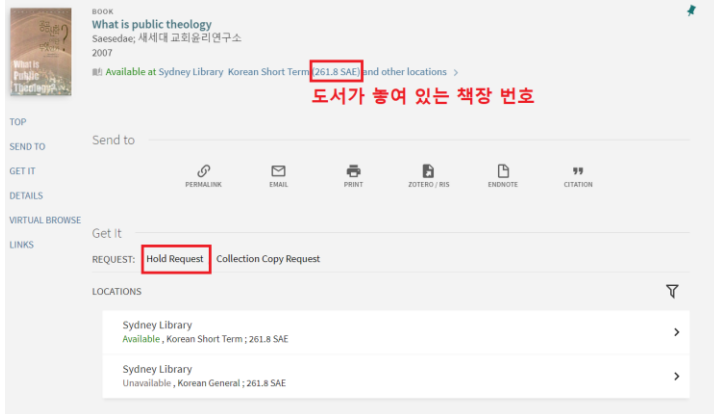 BOOK
What is public theology
Saesedae; 새세대 교회윤리연구소
2007
Available at Sydney Library Korean Short Term (261.8 SAE) and other locations
도서가 놓여 있는 책장 번호
What is
Public
Theology
TOP
SEND TO
GET IT
DETAILS
VIRTUAL BROWSE
LINKS
Send to
PERMALINK
EMAIL
PRINT
ZOTERO / RIS
ENDNOTE
CITATION
Get It
REQUEST: Hold Request Collection Copy Request
LOCATIONS
Sydney Library
Available , Korean Short Term ; 261.8 SAE
Sydney Library
Unavailable , Korean General ; 261.8 SAE